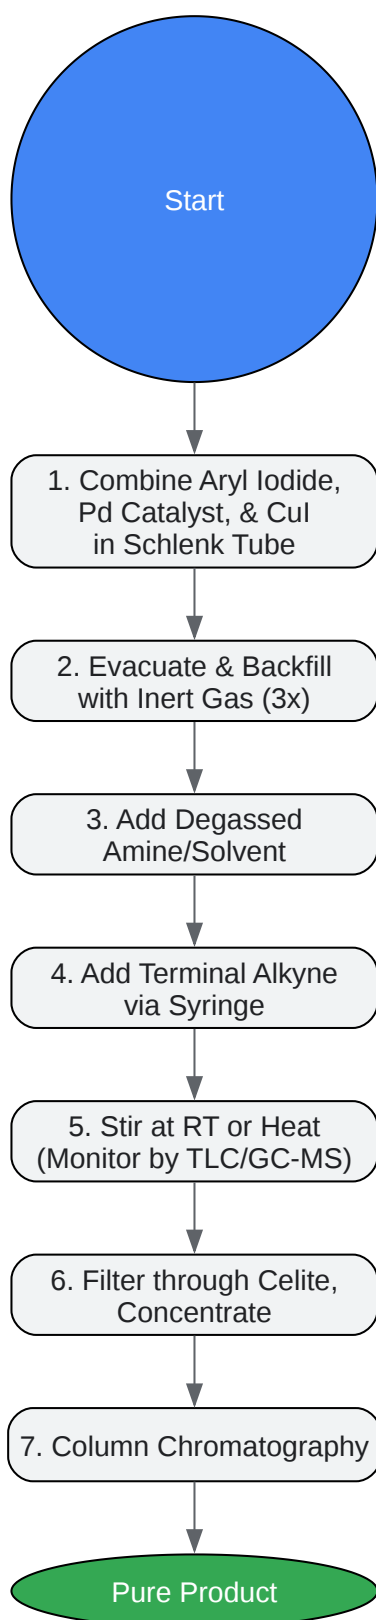 Start
1. Combine Aryl Iodide,
Pd Catalyst, & CuI
in Schlenk Tube
2. Evacuate & Backfill
with Inert Gas (3x)
3. Add Degassed
Amine/Solvent
4. Add Terminal Alkyne
via Syringe
5. Stir at RT or Heat
(Monitor by TLC/GC-MS)
6. Filter through Celite,
Concentrate
7. Column Chromatography
Pure Product